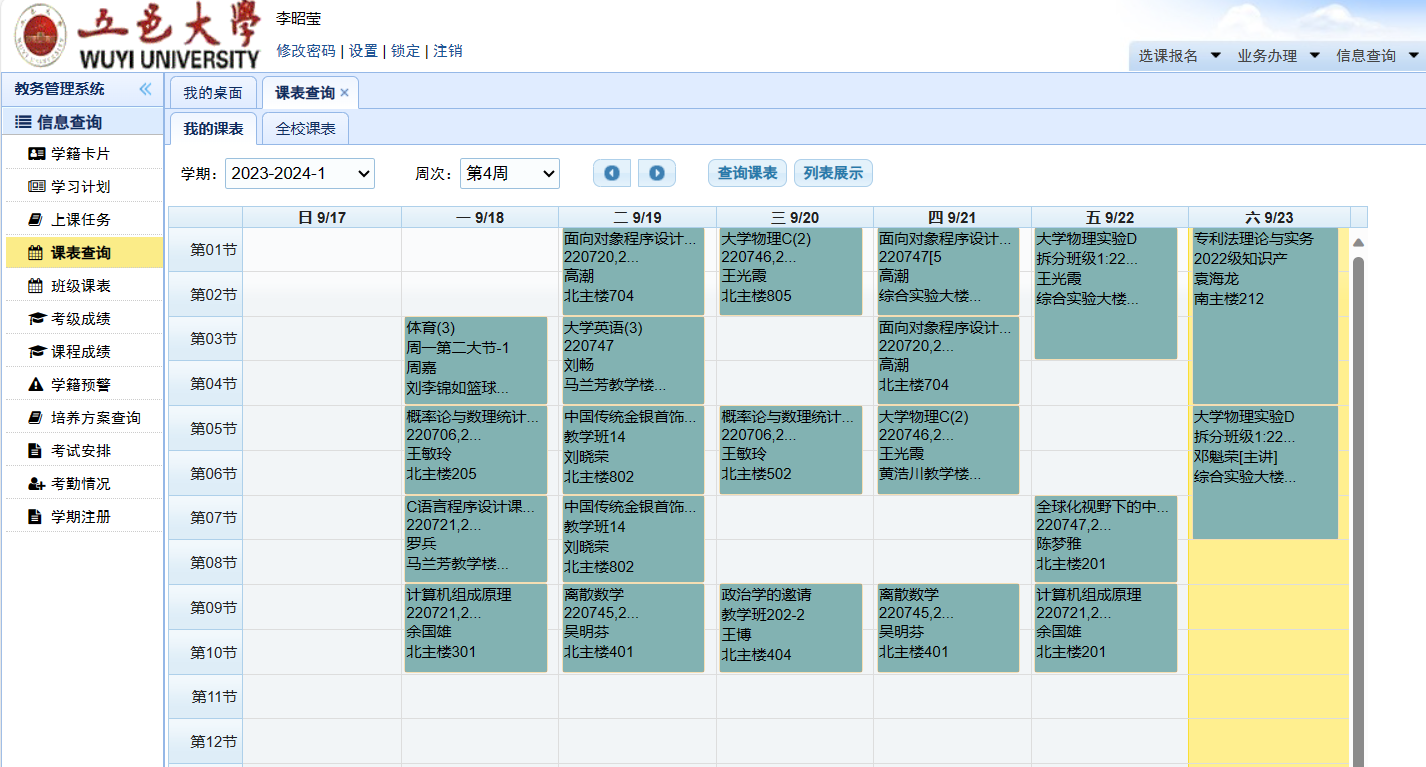 五邑大學
WUYI UNIVERSITY
李昭莹
修改密码 | 设置 | 锁定 | 注销
选课报名 业务办理 信息查询
教务管理系统
信息查询
学籍卡片
学习计划
上课任务
课表查询
班级课表
考级成绩
课程成绩
学籍预警
培养方案查询
考试安排
考勤情况
学期注册
我的桌面 课表查询 ×
我的课表 全校课表
学期: 2023-2024-1 周次: 第4周 查询课表 列表展示
日 9/17 一 9/18 二 9/19 三 9/20 四 9/21 五 9/22 六 9/23
第01节
第02节
第03节
第04节
第05节
第06节
第07节
第08节
第09节
第10节
第11节
第12节
体育(3)
周一第二大节-1
周嘉
刘李锦如篮球...
概率论与数理统计...
220706,2...
王敏玲
北主楼205
C语言程序设计课...
220721,2...
罗兵
马兰芳教学楼...
计算机组成原理
220721,2...
余国雄
北主楼301
面向对象程序设计...
220720,2...
高潮
北主楼704
大学英语(3)
220747
刘畅
马兰芳教学楼...
中国传统金银首饰...
教学班14
刘晓荣
北主楼802
中国传统金银首饰...
教学班14
刘晓荣
北主楼802
离散数学
220745,2...
吴明芬
北主楼401
大学物理C(2)
220746,2...
王光霞
北主楼805
概率论与数理统计...
220706,2...
王敏玲
北主楼502
政治学的邀请
教学班202-2
王博
北主楼404
面向对象程序设计...
220747[5
高潮
综合实验大楼...
面向对象程序设计...
220720,2...
高潮
北主楼704
大学物理C(2)
220746,2...
王光霞
黄浩川教学楼...
离散数学
220745,2...
吴明芬
北主楼401
大学物理实验D
拆分班级1:22...
王光霞
综合实验大楼...
全球化视野下的中...
220747,2...
陈梦雅
北主楼201
计算机组成原理
220721,2...
余国雄
北主楼201
专利法理论与实务
2022级知识产
袁海龙
南主楼212
大学物理实验D
拆分班级1:22...
邓魁荣[主讲]
综合实验大楼...